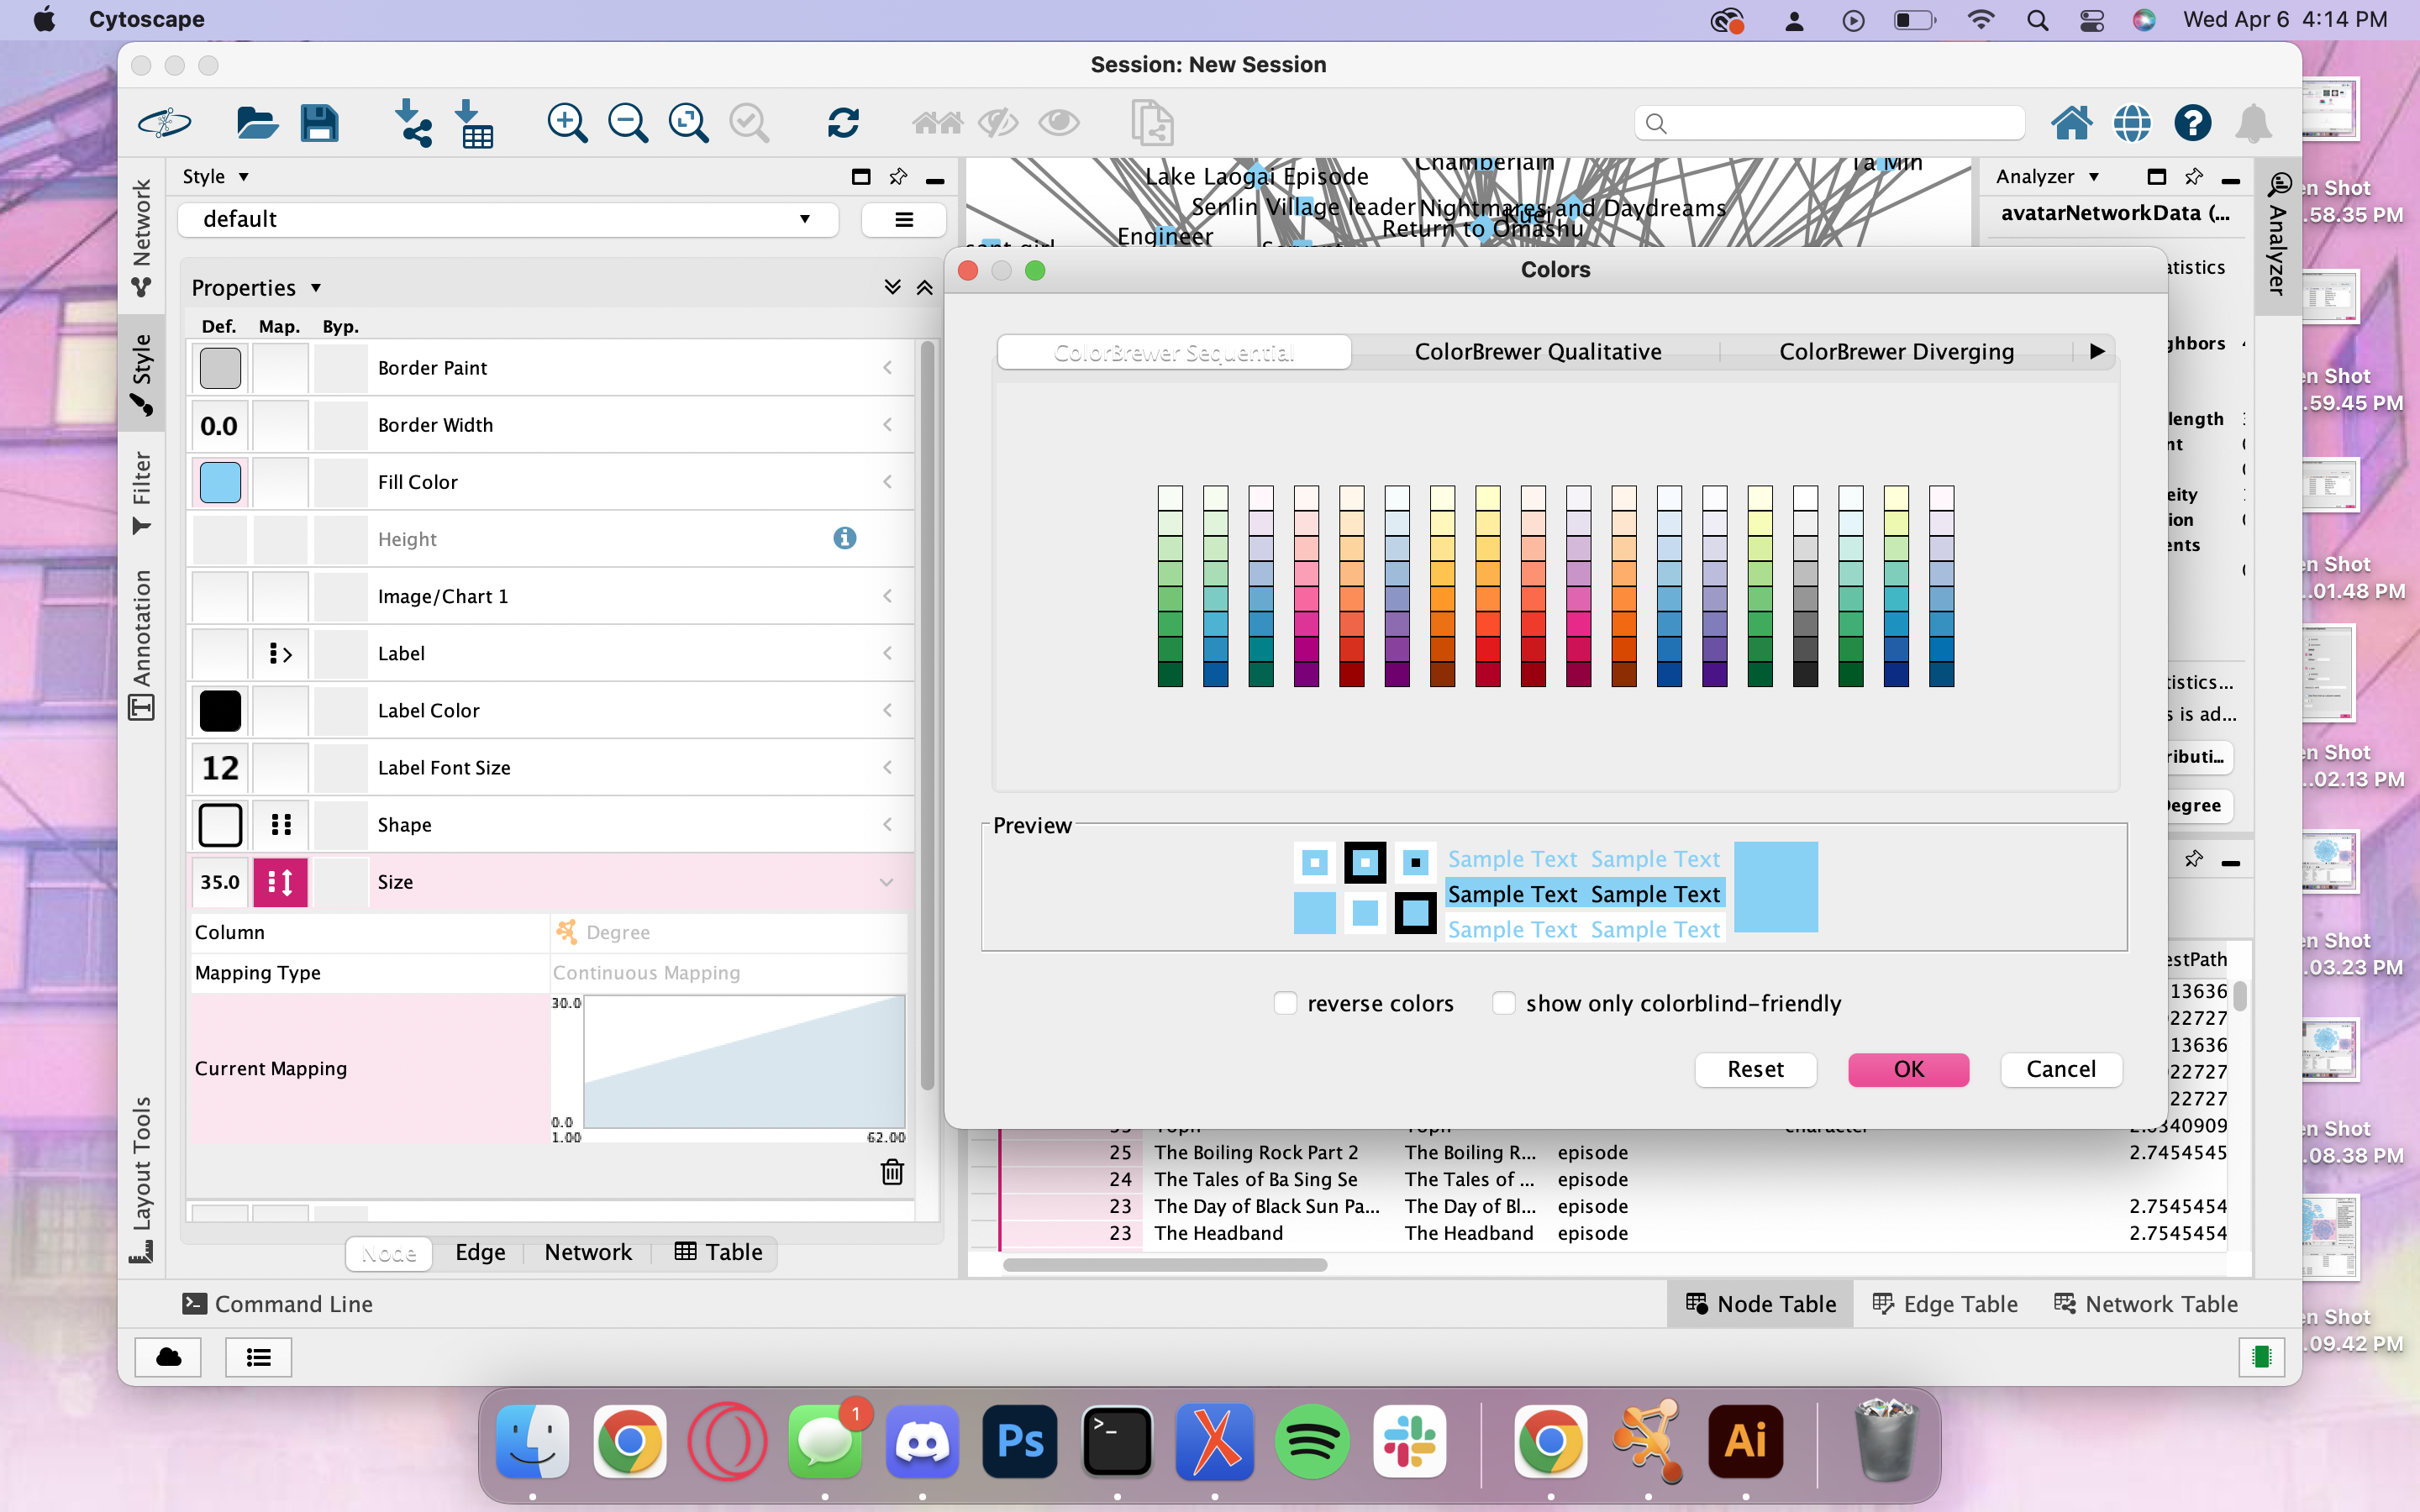 Cytoscape
Wed Apr 6 4:14 PM
Session: New Session
Network
Style
Filter
Annotation
Layout Tools
Style
default
Properties
Def. Map. Byp.
Border Paint
0.0 Border Width
Fill Color
Height
Image/Chart 1
Label
Label Color
12 Label Font Size
Shape
35.0 Size
Column Degree
Mapping Type Continuous Mapping
Current Mapping
30.0
0.0
1.00 62.00
Node Edge Network Table
Chamberlain
Ta Min
Lake Laogai Episode
Senlin Village leader
Nightmares and Daydreams
Kuei
Return to Omashu
Engineer
Analyzer
avatarNetworkData (...
Analyzer
Colors
ColorBrewer Sequential ColorBrewer Qualitative ColorBrewer Diverging
Preview
Sample Text Sample Text
Sample Text Sample Text
Sample Text Sample Text
reverse colors show only colorblind-friendly
Reset OK Cancel
atistics
ghbors
length
nt
eity
ion
ents
tistics...
s is ad...
ributi...
Degree
estPath
13636
22727
13636
22727
22727
25 The Boiling Rock Part 2 The Boiling R... episode 2.7454545
24 The Tales of Ba Sing Se The Tales of ... episode
23 The Day of Black Sun Pa... The Day of Bl... episode 2.7545454
23 The Headband The Headband episode 2.7545454
Command Line
Node Table Edge Table Network Table
en Shot
.58.35 PM
en Shot
.59.45 PM
en Shot
..01.48 PM
en Shot
..02.13 PM
en Shot
.03.23 PM
en Shot
.08.38 PM
en Shot
.09.42 PM
1
Ps
Ai